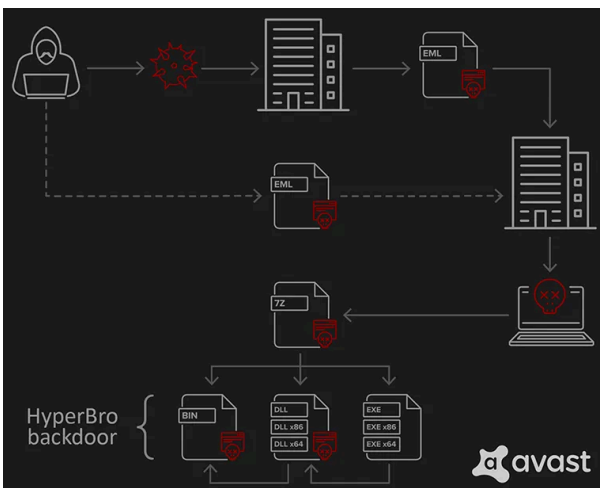 EML
EML
7Z
HyperBro
backdoor
BIN
DLL
DLL x86
DLL x64
EXE
EXE x86
EXE x64
avast